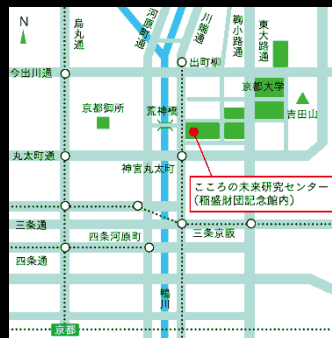 N
烏丸通
河原町通
川端通
鞠小路通
東大路通
今出川通
出町柳
京都大学
京都御所
荒神橋
吉田山
丸太町通
神宮丸太町
こころの未来研究センター
(稲盛財団記念館内)
三条通
三条京阪
四条河原町
四条通
鴨川
京都